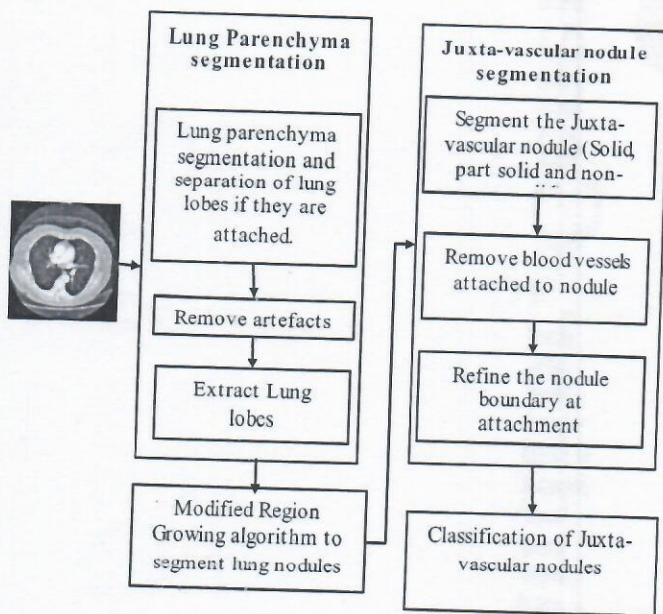 Lung Parenchyma
segmentation
Lung parenchyma
segmentation and
separation of lung
lobes if they are
attached.
Remove artefacts
Extract Lung
lobes
Modified Region
Growing algorithm to
segment lung nodules
Juxta-vascular nodule
segmentation
Segment the Juxta-
vascular nodule (Solid,
part solid and non-
Remove blood vessels
attached to nodule
Refine the nodule
boundary at
attachment
Classification of Juxta-
vascular nodules